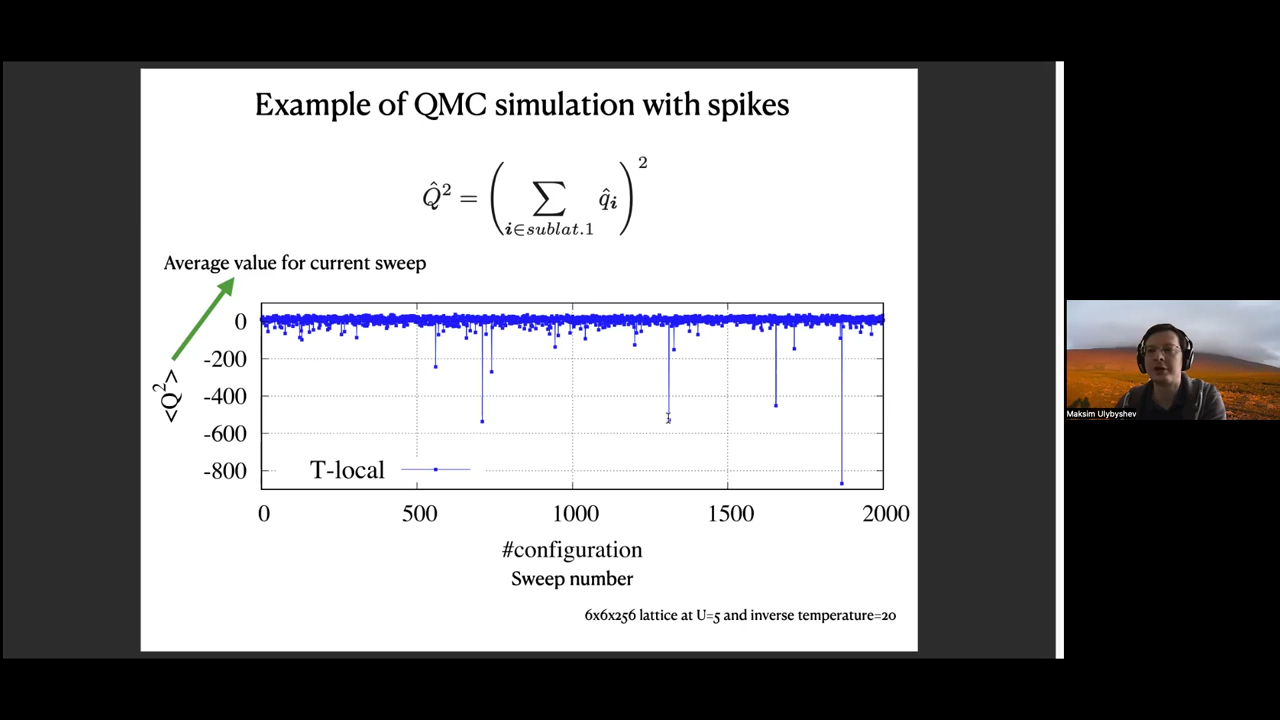 Example of QMC simulation with spikes
Q̂² = ( ∑ q̂ᵢ )²
i∈sublat.1
Average value for current sweep
<Q²>
0
-200
-400
-600
-800
T-local
0 500 1000 1500 2000
#configuration
Sweep number
6x6x256 lattice at U=5 and inverse temperature=20
Maksim Ulybyshev